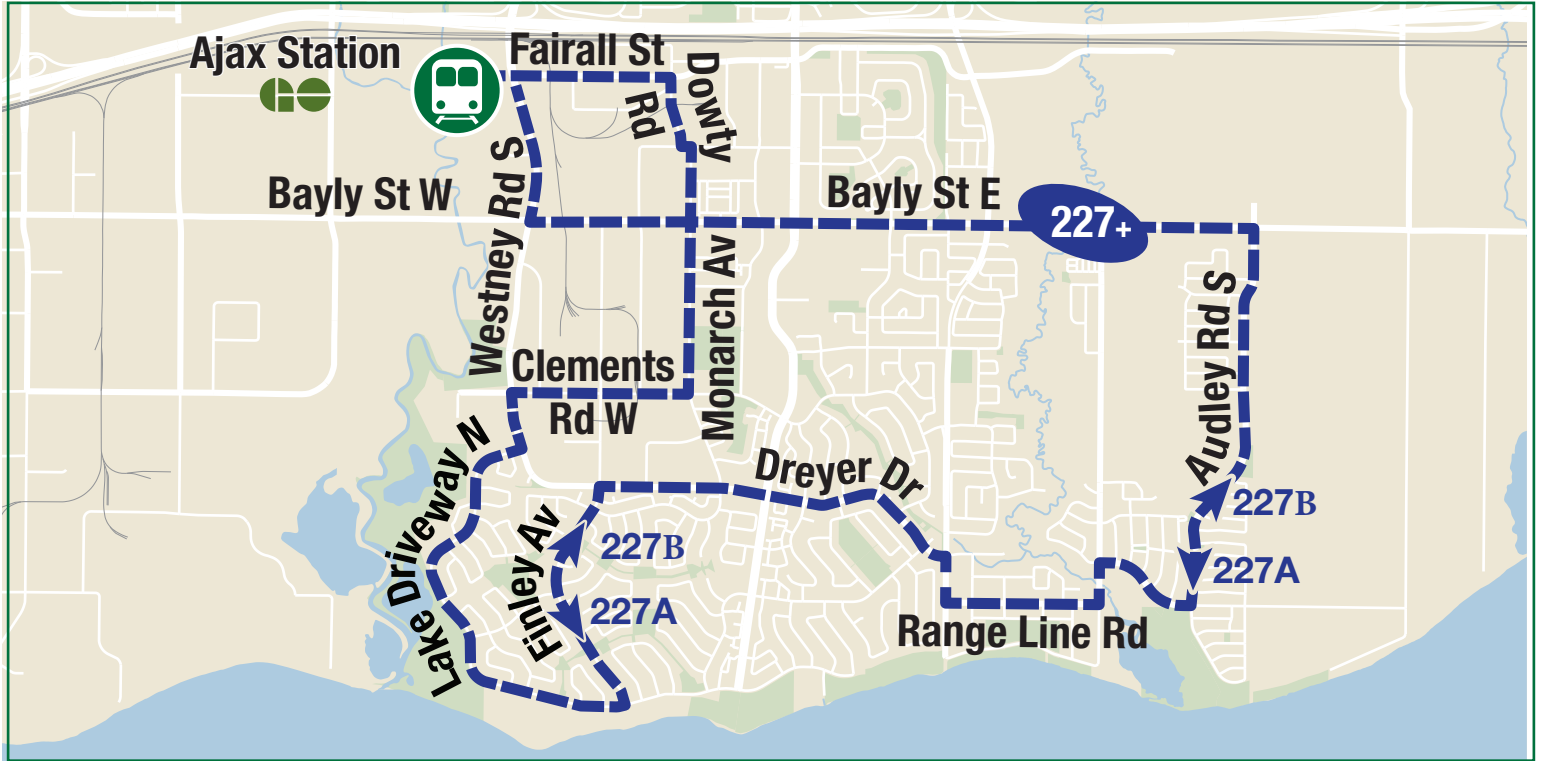 Ajax Station
GO
Fairall St
Dowty
Rd
Westney Rd S
Bayly St W
Bayly St E
227+
Monarch Av
Audley Rd S
Clements
Rd W
Lake Driveway N
Finley Av
Dreyer Dr
227B
227A
227B
227A
Range Line Rd